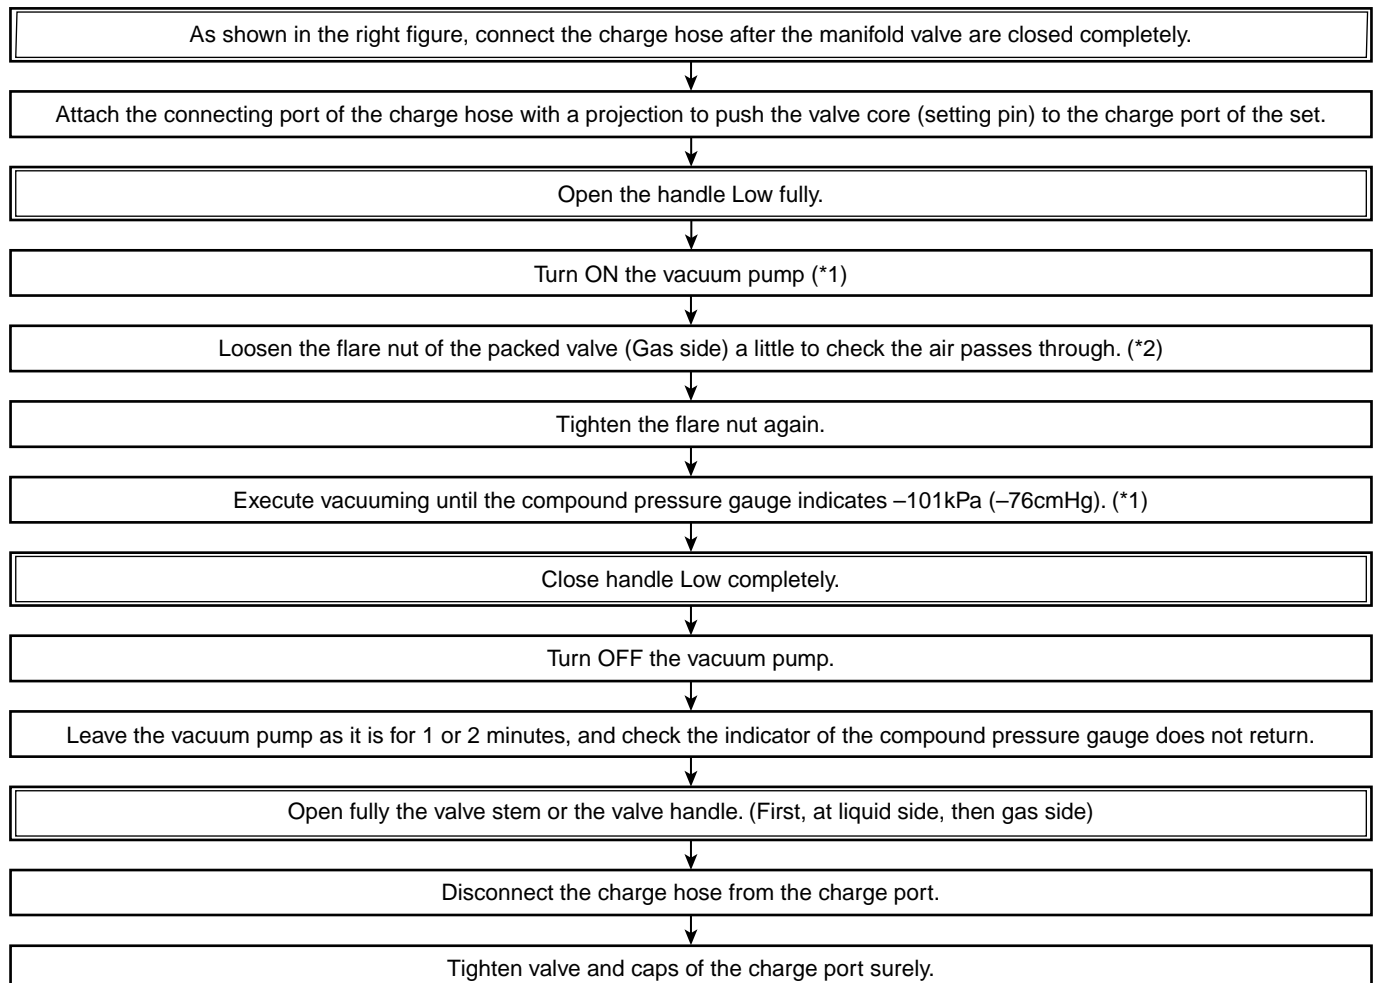 As shown in the right figure, connect the charge hose after the manifold valve are closed completely.
Attach the connecting port of the charge hose with a projection to push the valve core (setting pin) to the charge port of the set.
Open the handle Low fully.
Turn ON the vacuum pump (*1)
Loosen the flare nut of the packed valve (Gas side) a little to check the air passes through. (*2)
Tighten the flare nut again.
Execute vacuuming until the compound pressure gauge indicates –101kPa (–76cmHg). (*1)
Close handle Low completely.
Turn OFF the vacuum pump.
Leave the vacuum pump as it is for 1 or 2 minutes, and check the indicator of the compound pressure gauge does not return.
Open fully the valve stem or the valve handle. (First, at liquid side, then gas side)
Disconnect the charge hose from the charge port.
Tighten valve and caps of the charge port surely.